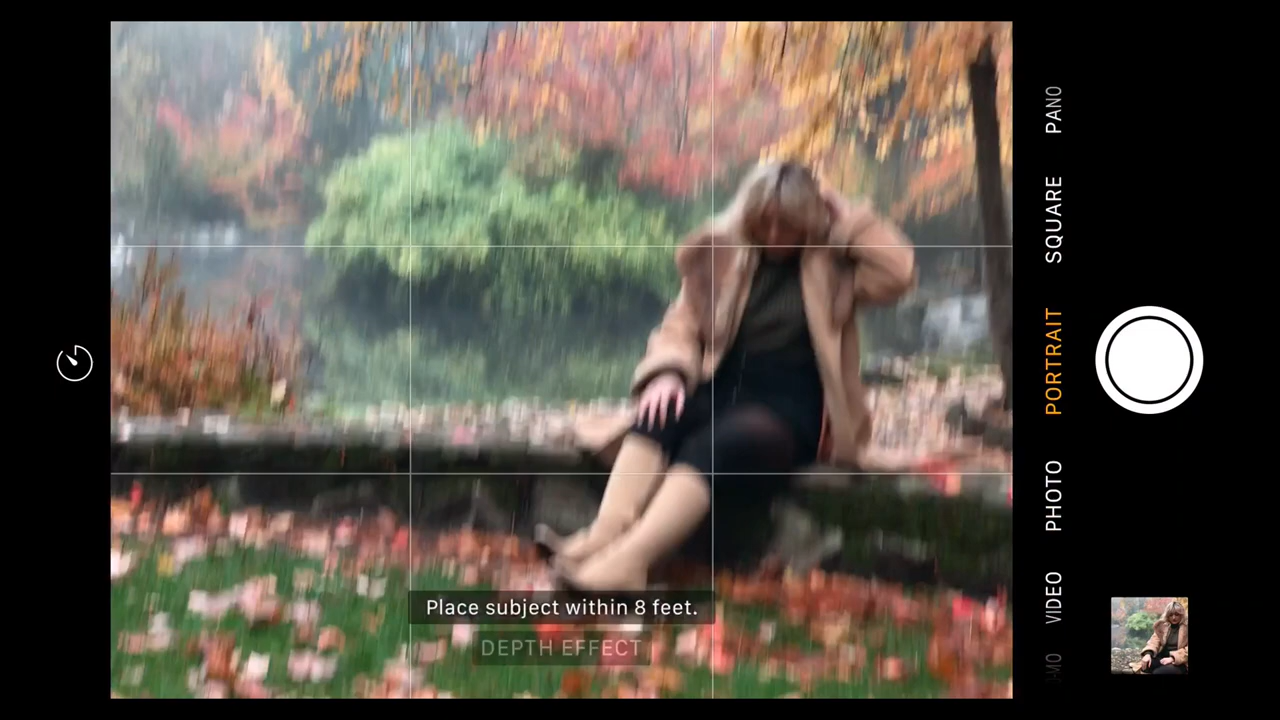 PANO
SQUARE
PORTRAIT
PHOTO
VIDEO
Place subject within 8 feet.
DEPTH EFFECT